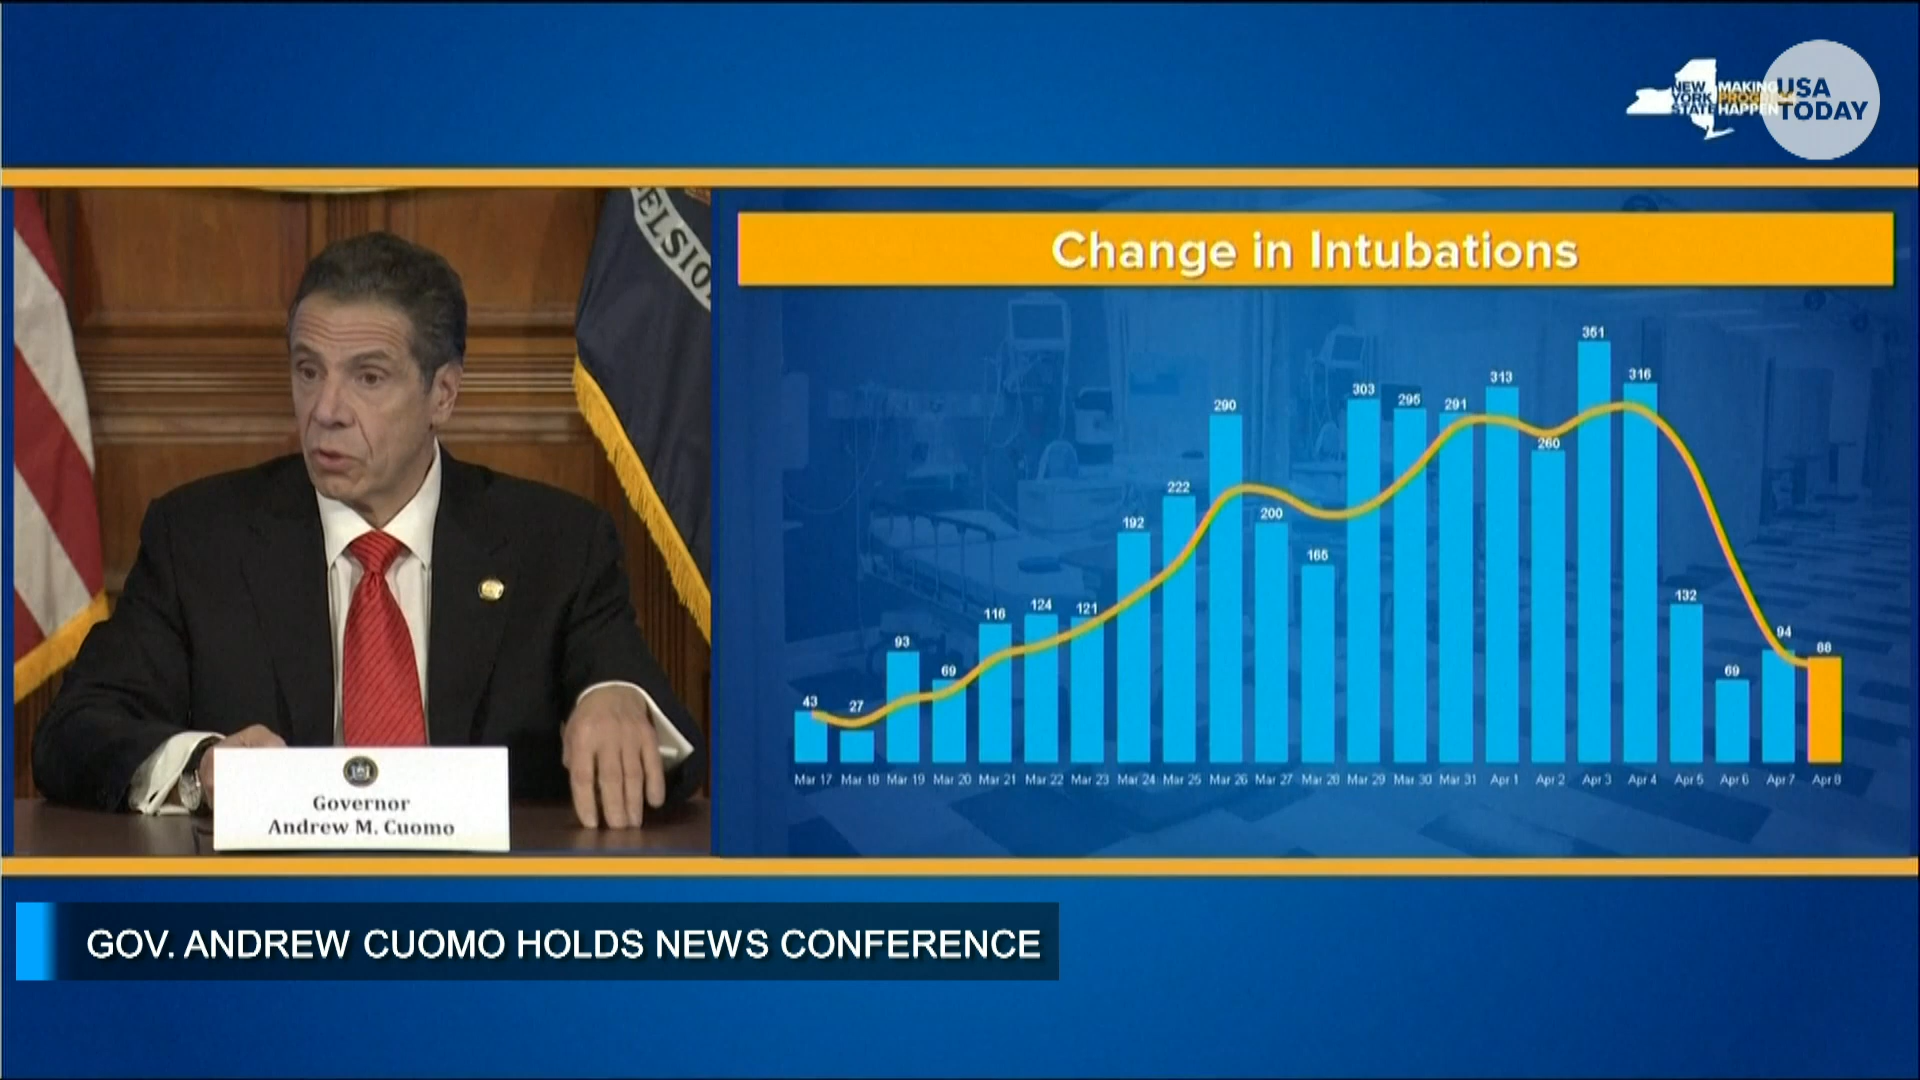 NEW
YORK
STATE
MAKING
HAPPEN
USA
TODAY
ELSIO
Change in Intubations
43
27
93
69
116
124
121
192
222
290
200
165
303
295
291
313
260
351
316
132
69
94
88
Mar 17 Mar 18 Mar 19 Mar 20 Mar 21 Mar 22 Mar 23 Mar 24 Mar 25 Mar 26 Mar 27 Mar 28 Mar 29 Mar 30 Mar 31 Apr 1 Apr 2 Apr 3 Apr 4 Apr 5 Apr 6 Apr 7 Apr 8
Governor
Andrew M. Cuomo
GOV. ANDREW CUOMO HOLDS NEWS CONFERENCE